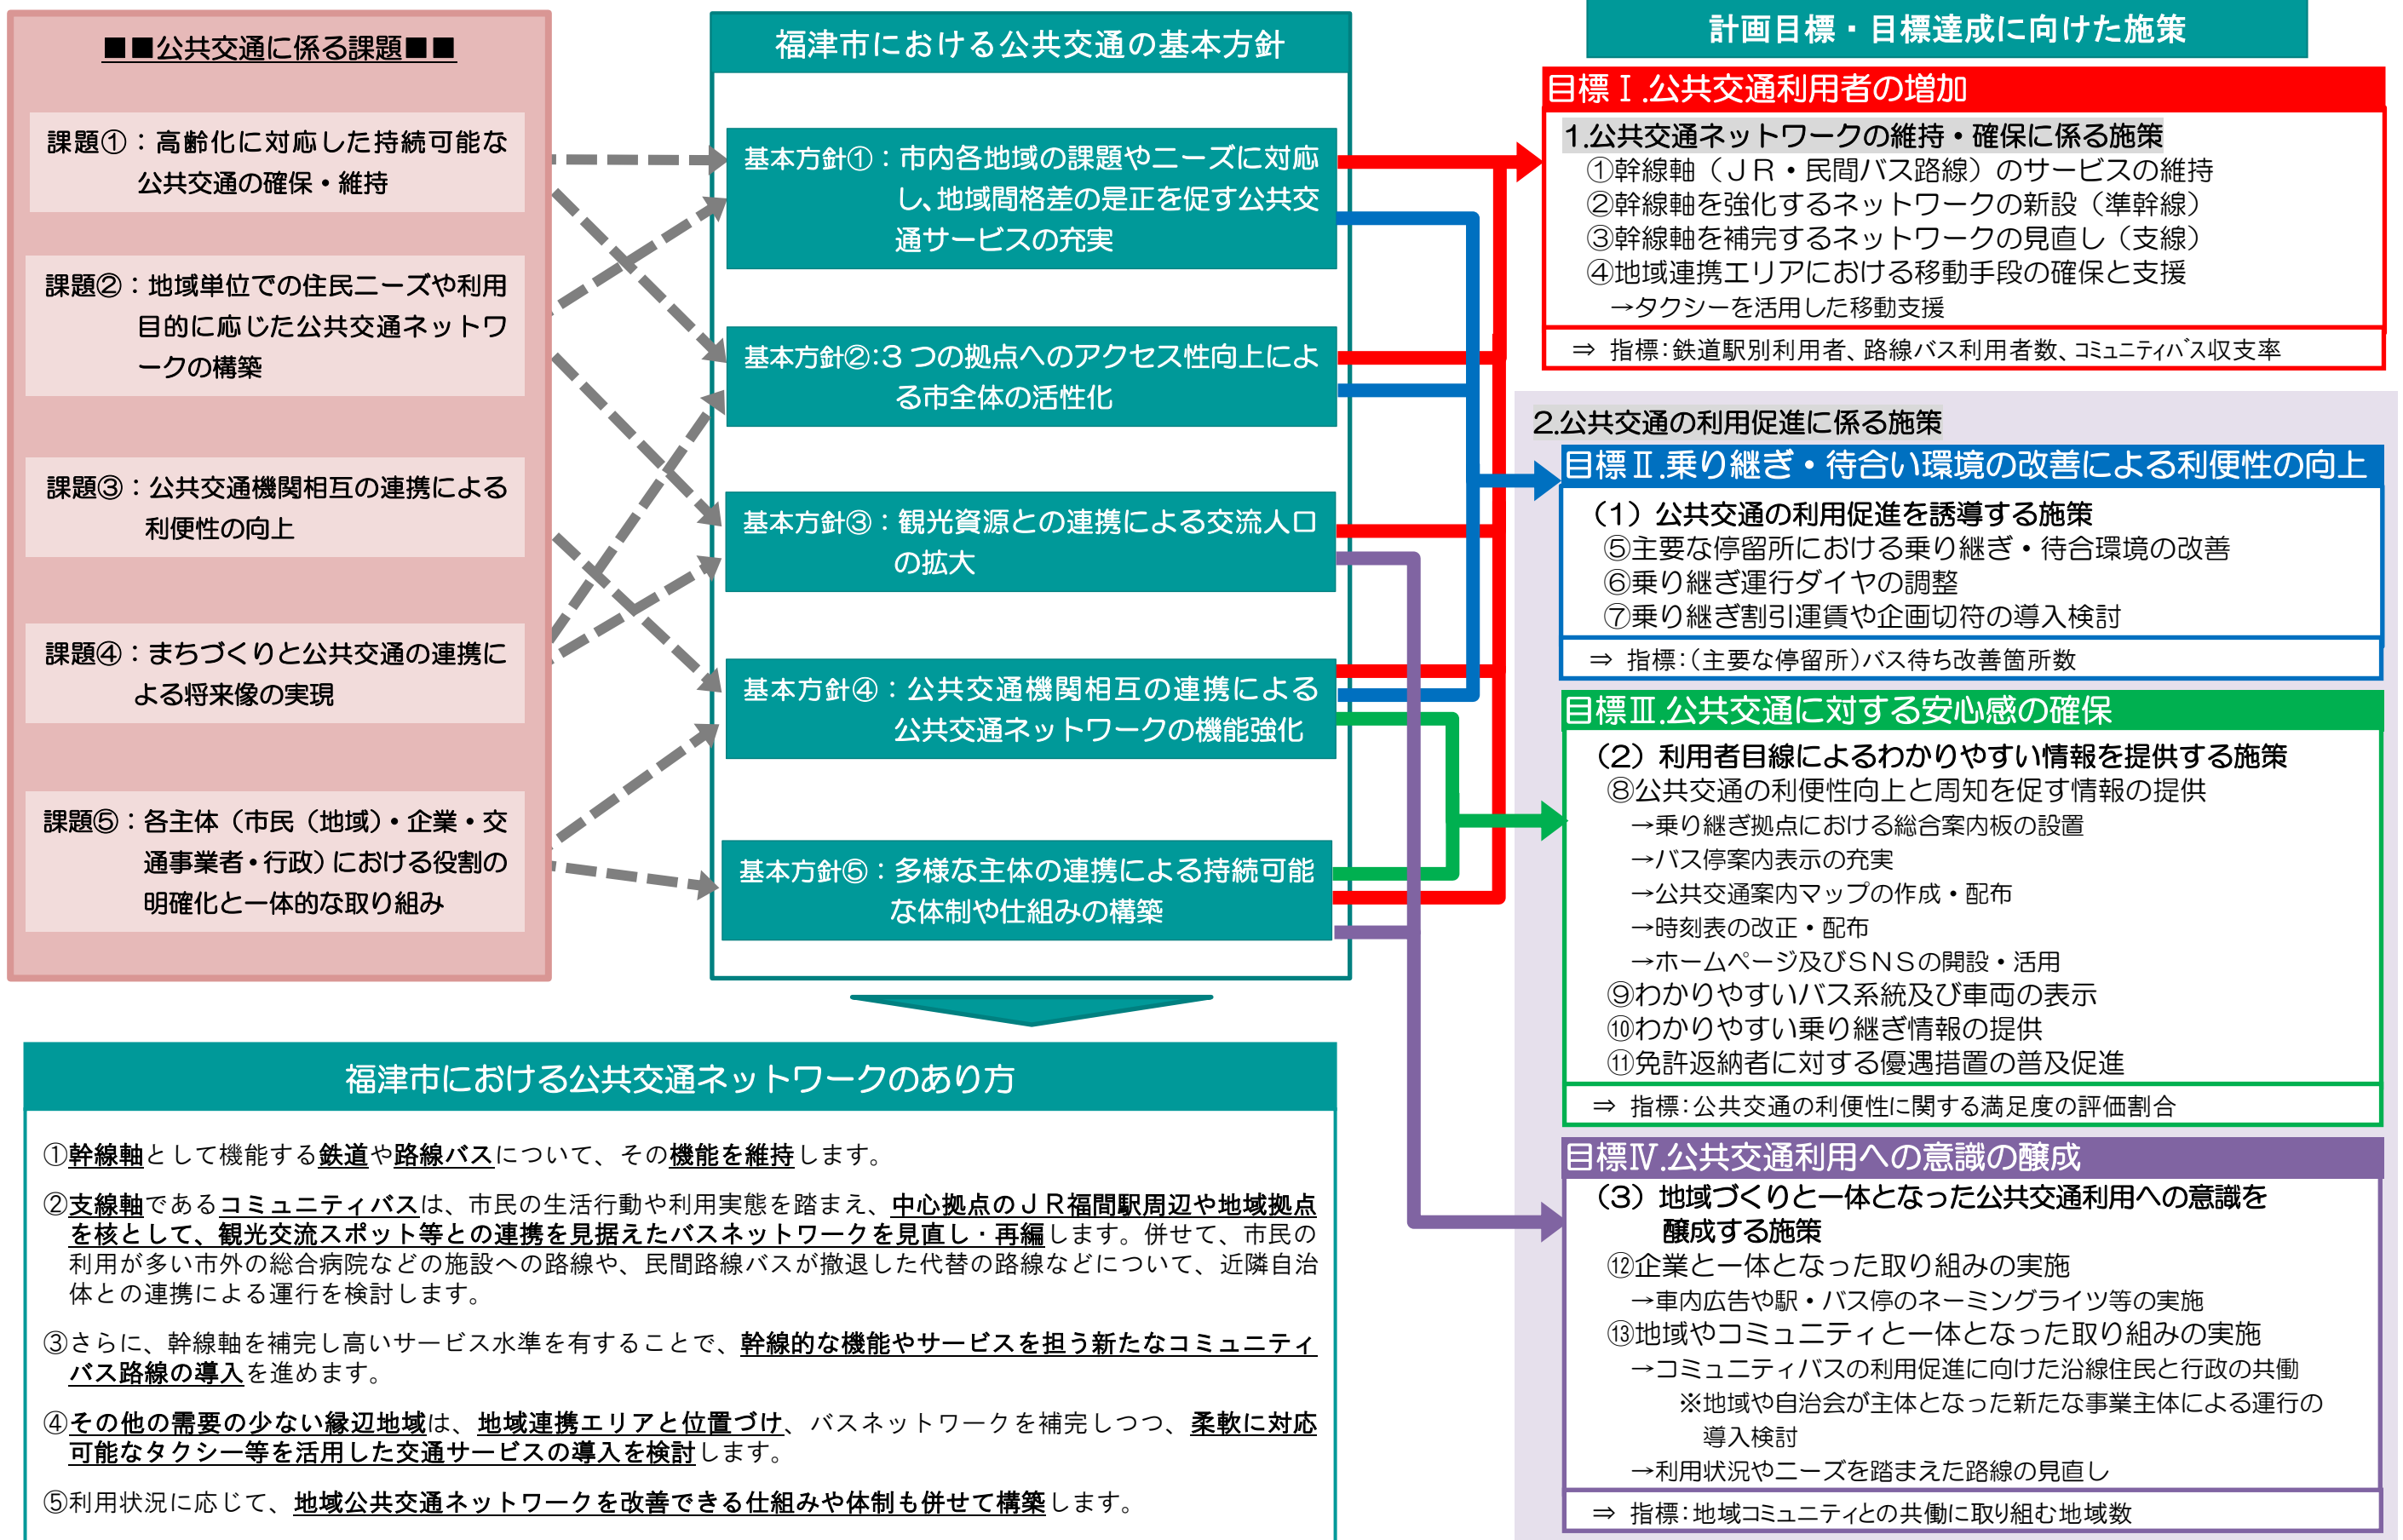 ■■公共交通に係る課題■■
課題①：高齢化に対応した持続可能な
公共交通の確保・維持
課題②：地域単位での住民ニーズや利用
目的に応じた公共交通ネットワ
ークの構築
課題③：公共交通機関相互の連携による
利便性の向上
課題④：まちづくりと公共交通の連携に
よる将来像の実現
課題⑤：各主体（市民（地域）・企業・交
通事業者・行政）における役割の
明確化と一体的な取り組み
福津市における公共交通の基本方針
基本方針①：市内各地域の課題やニーズに対応
し、地域間格差の是正を促す公共交
通サービスの充実
基本方針②:３つの拠点へのアクセス性向上によ
る市全体の活性化
基本方針③：観光資源との連携による交流人口
の拡大
基本方針④：公共交通機関相互の連携による
公共交通ネットワークの機能強化
基本方針⑤：多様な主体の連携による持続可能
な体制や仕組みの構築
福津市における公共交通ネットワークのあり方
①幹線軸として機能する鉄道や路線バスについて、その機能を維持します。
②支線軸であるコミュニティバスは、市民の生活行動や利用実態を踏まえ、中心拠点のＪＲ福間駅周辺や地域拠点
を核として、観光交流スポット等との連携を見据えたバスネットワークを見直し・再編します。併せて、市民の
利用が多い市外の総合病院などの施設への路線や、民間路線バスが撤退した代替の路線などについて、近隣自治
体との連携による運行を検討します。
③さらに、幹線軸を補完し高いサービス水準を有することで、幹線的な機能やサービスを担う新たなコミュニティ
バス路線の導入を進めます。
④その他の需要の少ない縁辺地域は、地域連携エリアと位置づけ、バスネットワークを補完しつつ、柔軟に対応
可能なタクシー等を活用した交通サービスの導入を検討します。
⑤利用状況に応じて、地域公共交通ネットワークを改善できる仕組みや体制も併せて構築します。
計画目標・目標達成に向けた施策
目標Ⅰ.公共交通利用者の増加
1.公共交通ネットワークの維持・確保に係る施策
①幹線軸（ＪＲ・民間バス路線）のサービスの維持
②幹線軸を強化するネットワークの新設（準幹線）
③幹線軸を補完するネットワークの見直し（支線）
④地域連携エリアにおける移動手段の確保と支援
→タクシーを活用した移動支援
⇒ 指標：鉄道駅別利用者、路線バス利用者数、ｺﾐｭﾆﾃｨﾊﾞｽ収支率
2.公共交通の利用促進に係る施策
目標Ⅱ.乗り継ぎ・待合い環境の改善による利便性の向上
（1）公共交通の利用促進を誘導する施策
⑤主要な停留所における乗り継ぎ・待合環境の改善
⑥乗り継ぎ運行ダイヤの調整
⑦乗り継ぎ割引運賃や企画切符の導入検討
⇒ 指標：（主要な停留所）バス待ち改善箇所数
目標Ⅲ.公共交通に対する安心感の確保
（2）利用者目線によるわかりやすい情報を提供する施策
⑧公共交通の利便性向上と周知を促す情報の提供
→乗り継ぎ拠点における総合案内板の設置
→バス停案内表示の充実
→公共交通案内マップの作成・配布
→時刻表の改正・配布
→ホームページ及びＳＮＳの開設・活用
⑨わかりやすいバス系統及び車両の表示
⑩わかりやすい乗り継ぎ情報の提供
⑪免許返納者に対する優遇措置の普及促進
⇒ 指標：公共交通の利便性に関する満足度の評価割合
目標Ⅳ.公共交通利用への意識の醸成
（3）地域づくりと一体となった公共交通利用への意識を
醸成する施策
⑫企業と一体となった取り組みの実施
→車内広告や駅・バス停のネーミングライツ等の実施
⑬地域やコミュニティと一体となった取り組みの実施
→コミュニティバスの利用促進に向けた沿線住民と行政の共働
※地域や自治会が主体となった新たな事業主体による運行の
導入検討
→利用状況やニーズを踏まえた路線の見直し
⇒ 指標：地域コミュニティとの共働に取り組む地域数